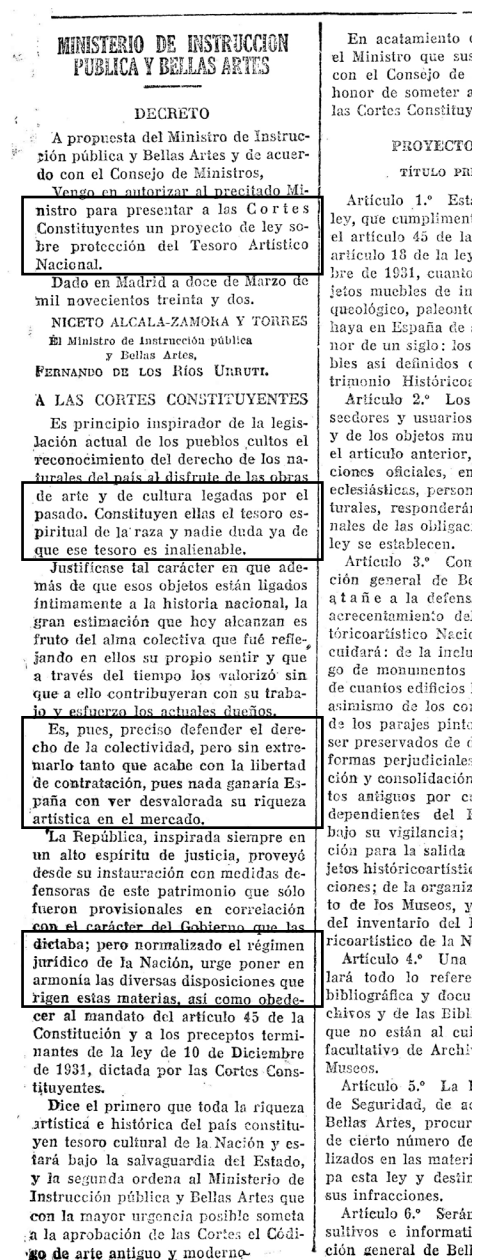 MINISTERIO DE INSTRUCCION
PUBLICA Y BELLAS ARTES
DECRETO
A propuesta del Ministro de Instruc-
ción pública y Bellas Artes y de acuer-
do con el Consejo de Ministros,
Vengo en autorizar al precitado Mi-
nistro para presentar a las Cortes
Constituyentes un proyecto de ley so-
bre protección del Tesoro Artístico
Nacional.
Dado en Madrid a doce de Marzo de
mil novecientos treinta y dos.
NICETO ALCALA-ZAMORA Y TORRES
El Ministro de Instrucción pública
y Bellas Artes,
FERNANDO DE LOS RÍOS URRUTI.
A LAS CORTES CONSTITUYENTES
Es principio inspirador de la legis-
lación actual de los pueblos cultos el
reconocimiento del derecho de los na-
turales del país al disfrute de las obras
de arte y de cultura legadas por el
pasado. Constituyen ellas el tesoro es-
piritual de la raza y nadie duda ya de
que ese tesoro es inalienable.
Justifícase tal carácter en que ade-
más de que esos objetos están ligados
íntimamente a la historia nacional, la
gran estimación que hoy alcanzan es
fruto del alma colectiva que fué refle-
jando en ellos su propio sentir y que
a través del tiempo los valorizó sin
que a ello contribuyeran con su traba-
jo y esfuerzo los actuales dueños.
Es, pues, preciso defender el dere-
cho de la colectividad, pero sin extre-
marlo tanto que acabe con la libertad
de contratación, pues nada ganaría Es-
paña con ver desvalorada su riqueza
artística en el mercado.
La República, inspirada siempre en
un alto espíritu de justicia, proveyó
desde su instauración con medidas de-
fensoras de este patrimonio que sólo
fueron provisionales en correlación
con el carácter del Gobierno que las
dictaba; pero normalizado el régimen
jurídico de la Nación, urge poner en
armonía las diversas disposiciones que
rigen estas materias, así como obede-
cer al mandato del artículo 45 de la
Constitución y a los preceptos termi-
nantes de la ley de 10 de Diciembre
de 1931, dictada por las Cortes Cons-
tituyentes.
Dice el primero que toda la riqueza
artística e histórica del país constitu-
yen tesoro cultural de la Nación y es-
tará bajo la salvaguardia del Estado,
y la segunda ordena al Ministerio de
Instrucción pública y Bellas Artes que
con la mayor urgencia posible someta
a la aprobación de las Cortes el Códi-
go de arte antiguo y moderno.
En acatamiento
el Ministro que sus
con el Consejo de
honor de someter a
las Cortes Constituy
PROYECTO
TÍTULO PRE
Artículo 1.º Est
ley, que cumpliment
el artículo 45 de la
artículo 18 de la ley
bre de 1931, cuanto
jetos muebles de in
queológico, paleonto
haya en España de
nor de un siglo: los
bles así definidos
trimonio Histórico
Artículo 2.º Los
seedores y usuarios
y de los objetos mu
el artículo anterior,
ciones oficiales, en
eclesiásticas, person
turales, responderá
nales de las obligac
ley se establecen.
Artículo 3.º Con
ción general de Be
atañe a la defens
acrecentamiento de
tóricoartístico Nacio
cuidará: de la inclu
go de monumentos
de cuantos edificios
asimismo de los con
de los parajes pint
ser preservados de
formas perjudiciale
ción y consolidación
tos antiguos por c
dependientes del
bajo su vigilancia;
ción para la salida
jetos históricoartísti
ciones; de la organiz
to de los Museos, y
del inventario del
ricoartístico de la N
Artículo 4.º Una
lará todo lo refere
bibliográfica y docu
chivos y de las Bibl
que no están al cui
facultativo de Archi
Museos.
Artículo 5.º La
de Seguridad, de ac
Bellas Artes, procur
de cierto número de
lizados en las materi
pa esta ley y destin
sus infracciones.
Artículo 6.º Serán
sultivos e informati
ción general de Bell